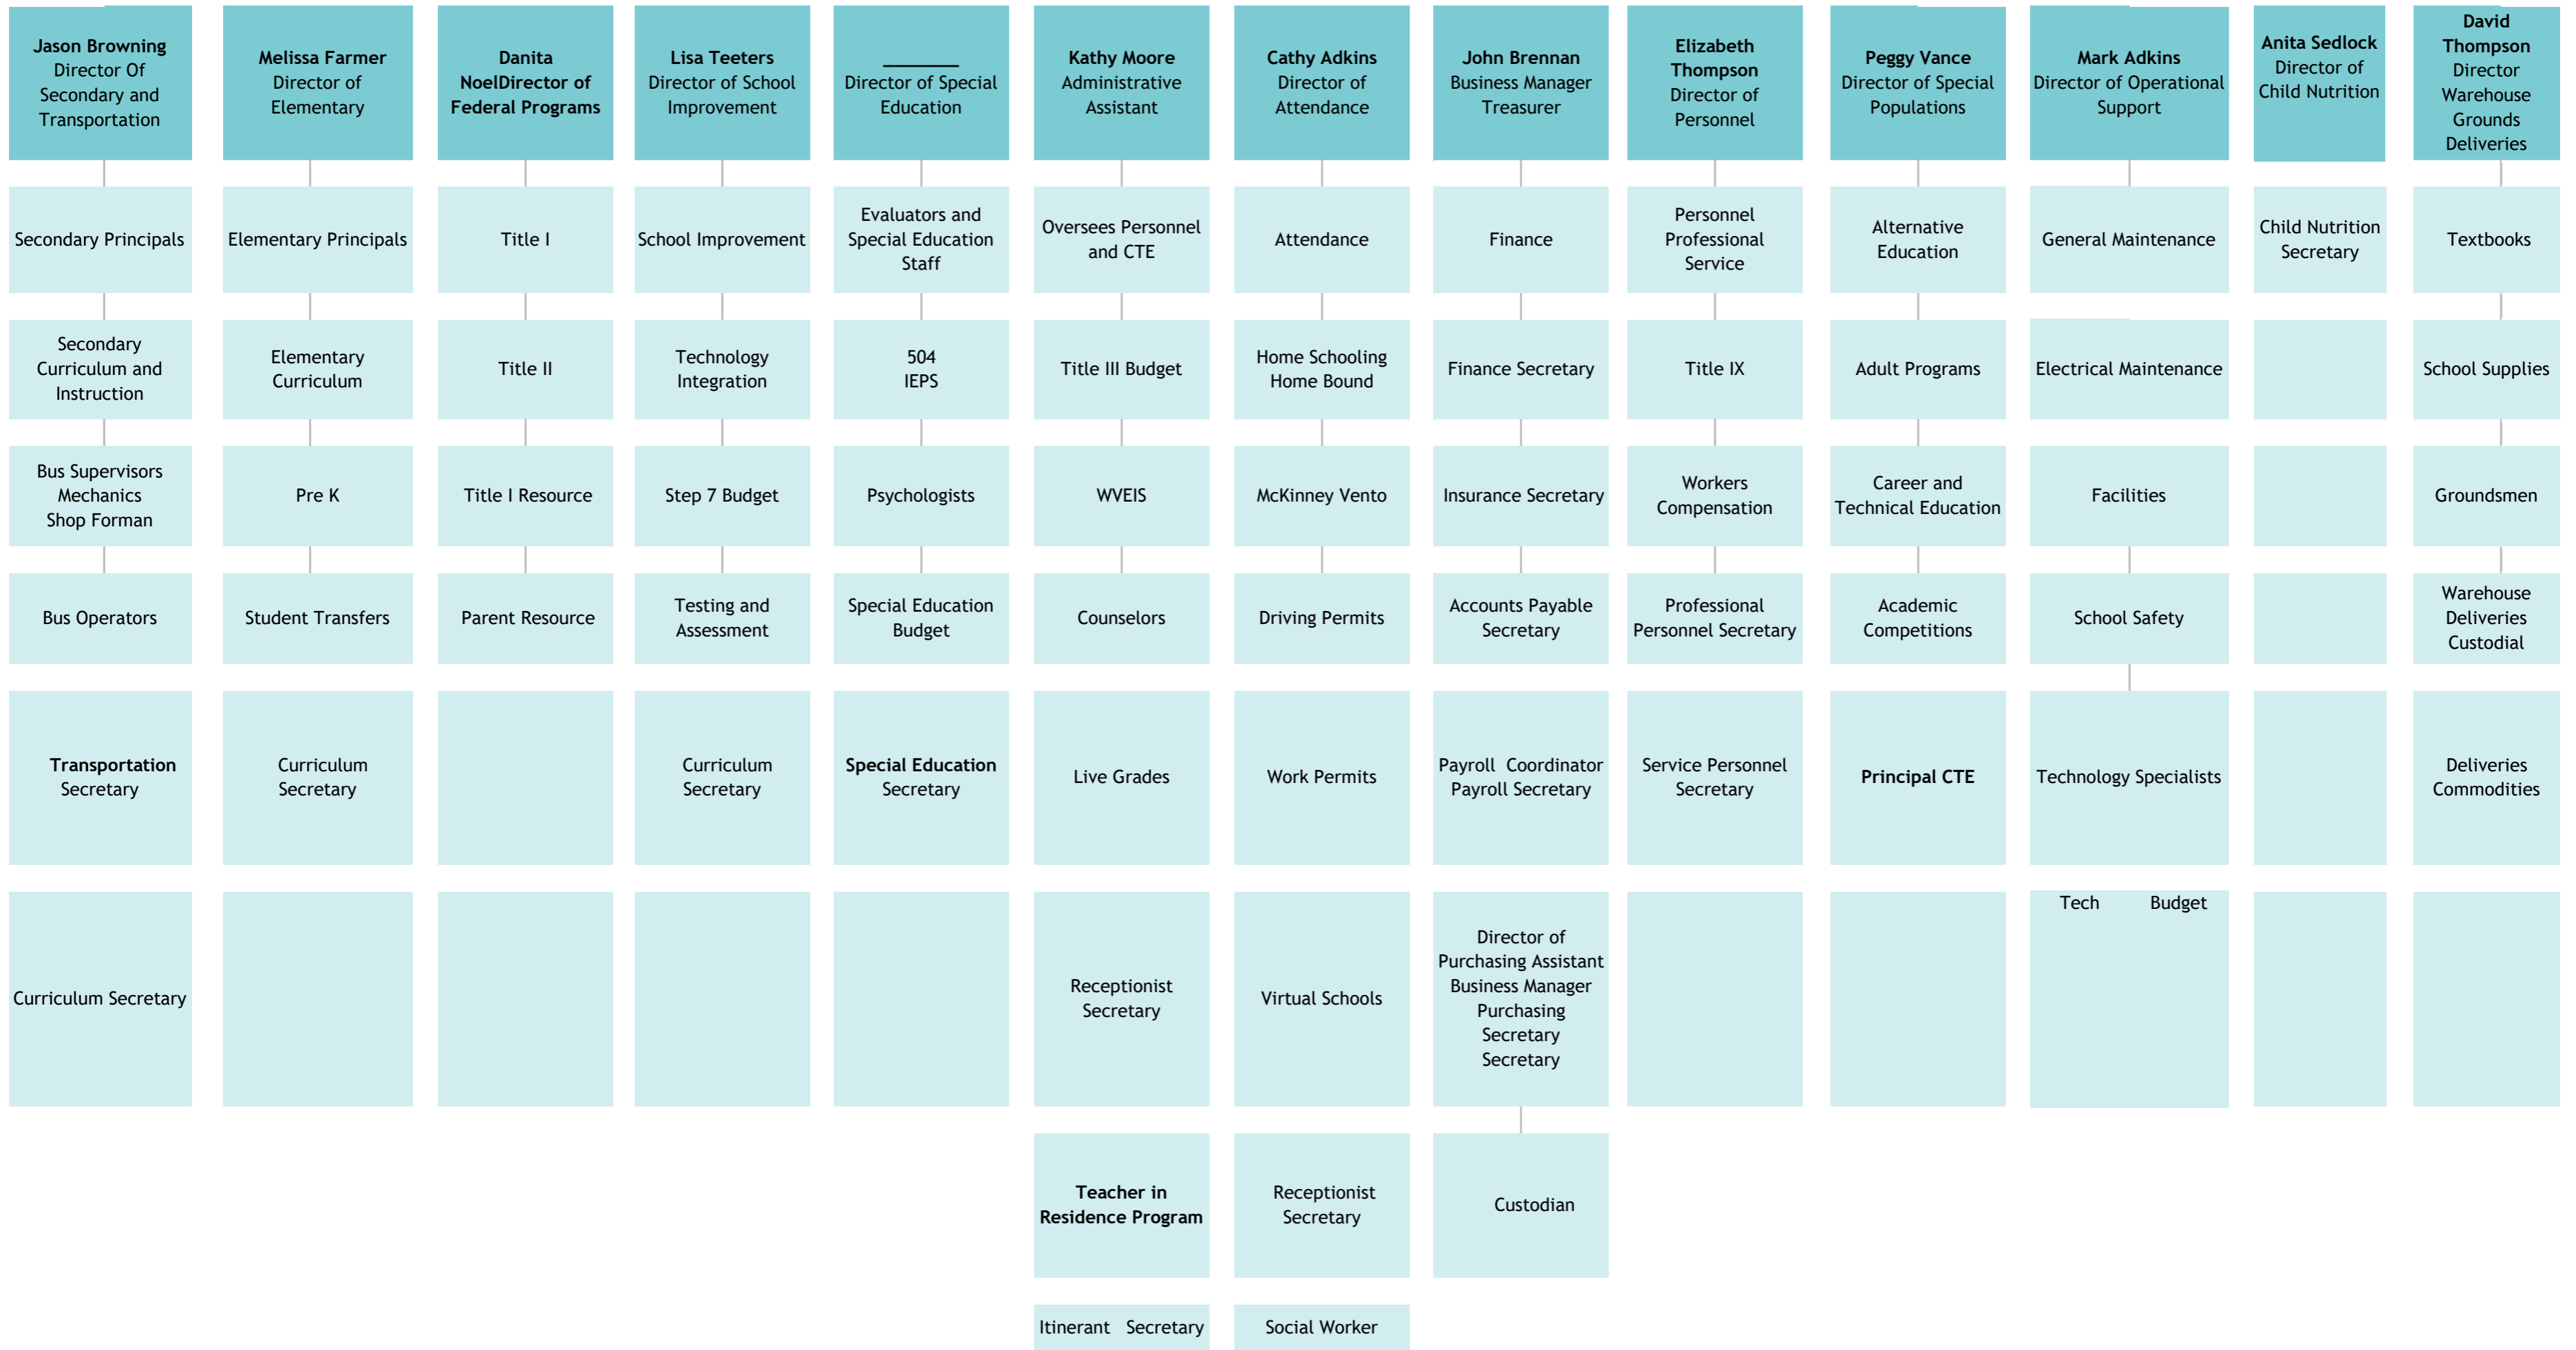 Jason Browning
Director Of
Secondary and
Transportation
Secondary Principals
Secondary
Curriculum and
Instruction
Bus Supervisors
Mechanics
Shop Forman
Bus Operators
Transportation
Secretary
Curriculum Secretary
Melissa Farmer
Director of
Elementary
Elementary Principals
Elementary
Curriculum
Pre K
Student Transfers
Curriculum
Secretary
Danita
NoelDirector of
Federal Programs
Title I
Title II
Title I Resource
Parent Resource
Lisa Teeters
Director of School
Improvement
School Improvement
Technology
Integration
Step 7 Budget
Testing and
Assessment
Curriculum
Secretary
________
Director of Special
Education
Evaluators and
Special Education
Staff
504
IEPS
Psychologists
Special Education
Budget
Special Education
Secretary
Kathy Moore
Administrative
Assistant
Oversees Personnel
and CTE
Title III Budget
WVEIS
Counselors
Live Grades
Receptionist
Secretary
Teacher in
Residence Program
Itinerant Secretary
Cathy Adkins
Director of
Attendance
Attendance
Home Schooling
Home Bound
McKinney Vento
Driving Permits
Work Permits
Virtual Schools
Receptionist
Secretary
Social Worker
John Brennan
Business Manager
Treasurer
Finance
Finance Secretary
Insurance Secretary
Accounts Payable
Secretary
Payroll Coordinator
Payroll Secretary
Director of
Purchasing Assistant
Business Manager
Purchasing
Secretary
Secretary
Custodian
Elizabeth
Thompson
Director of
Personnel
Personnel
Professional
Service
Title IX
Workers
Compensation
Professional
Personnel Secretary
Service Personnel
Secretary
Peggy Vance
Director of Special
Populations
Alternative
Education
Adult Programs
Career and
Technical Education
Academic
Competitions
Principal CTE
Mark Adkins
Director of Operational
Support
General Maintenance
Electrical Maintenance
Facilities
School Safety
Technology Specialists
Tech Budget
Anita Sedlock
Director of
Child Nutrition
Child Nutrition
Secretary
David
Thompson
Director
Warehouse
Grounds
Deliveries
Textbooks
School Supplies
Groundsmen
Warehouse
Deliveries
Custodial
Deliveries
Commodities